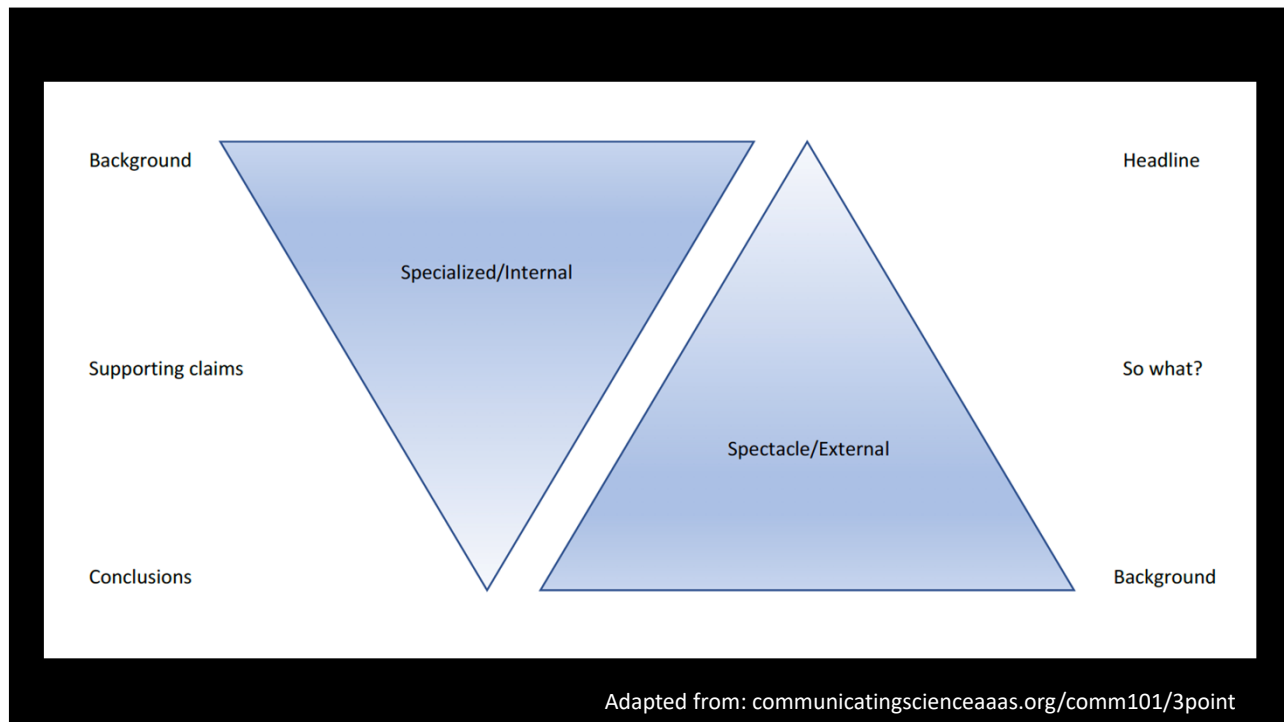 Background
Headline
Specialized/Internal
Supporting claims
So what?
Spectacle/External
Conclusions
Background
Adapted from: communicatingscienceaaas.org/comm101/3point